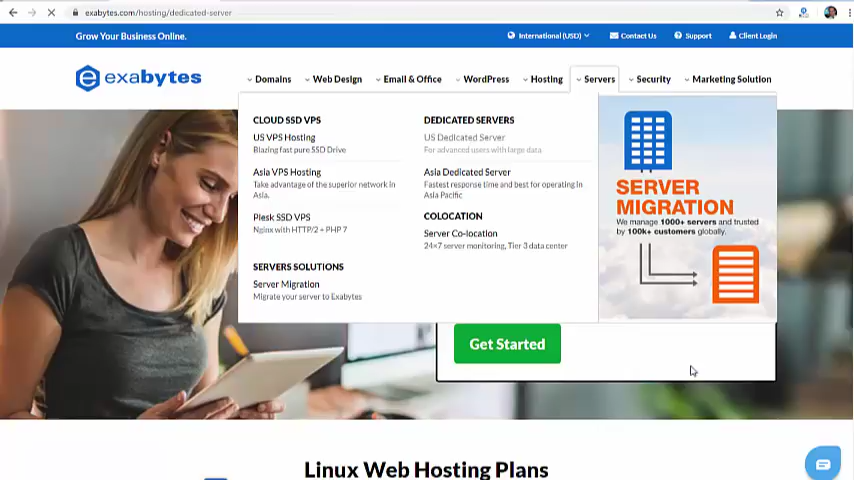 exabytes.com/hosting/dedicated-server
Grow Your Business Online.
International (USD)
Contact Us
Support
Client Login
exabytes
Domains
Web Design
Email & Office
WordPress
Hosting
Servers
Security
Marketing Solution
CLOUD SSD VPS
US VPS Hosting
Blazing fast pure SSD Drive
Asia VPS Hosting
Take advantage of the superior network in
Asia.
Plesk SSD VPS
Nginx with HTTP/2 + PHP 7
SERVERS SOLUTIONS
Server Migration
Migrate your server to Exabytes
DEDICATED SERVERS
US Dedicated Server
For advanced users with large data
Asia Dedicated Server
Fastest response time and best for operating in
Asia Pacific
COLOCATION
Server Co-location
24×7 server monitoring, Tier 3 data center
SERVER
MIGRATION
We manage 1000+ servers and trusted
by 100k+ customers globally.
Get Started
Linux Web Hosting Plans